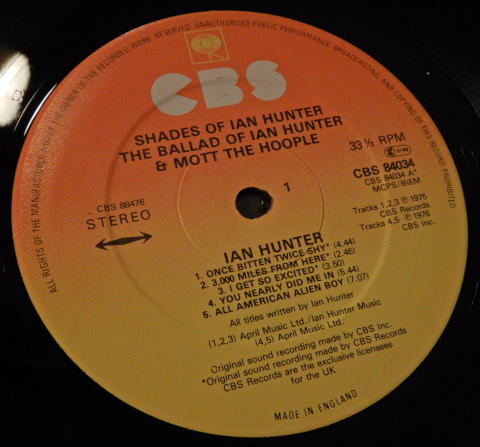 ALL RIGHTS OF THE MANUFACTURER AND OF THE OWNER OF THE RECORDED WORK RESERVED. UNAUTHORISED PUBLIC PERFORMANCE, BROADCASTING AND COPYING OF THIS RECORD PROHIBITED
CBS
SHADES OF IAN HUNTER
THE BALLAD OF IAN HUNTER
& MOTT THE HOOPLE
33⅓ RPM
CBS 84034
CBS 84034 A*
MCPS/BIEM
CBS 88476
STEREO
1
Tracks 1,2,3 ℗ 1975
CBS Records
Tracks 4,5 ℗ 1976
CBS Inc.
IAN HUNTER
1. ONCE BITTEN TWICE SHY* (4.44)
2. 3,000 MILES FROM HERE* (2.46)
3. I GET SO EXCITED* (3.50)
4. YOU NEARLY DID ME IN (5.44)
5. ALL AMERICAN ALIEN BOY (7.07)
All titles written by Ian Hunter
(1,2,3) April Music Ltd./Ian Hunter Music
(4,5) April Music Ltd.
Original sound recording made by CBS Inc.
*Original sound recording made by CBS Records
CBS Records are the exclusive licensees
for the UK
MADE IN ENGLAND